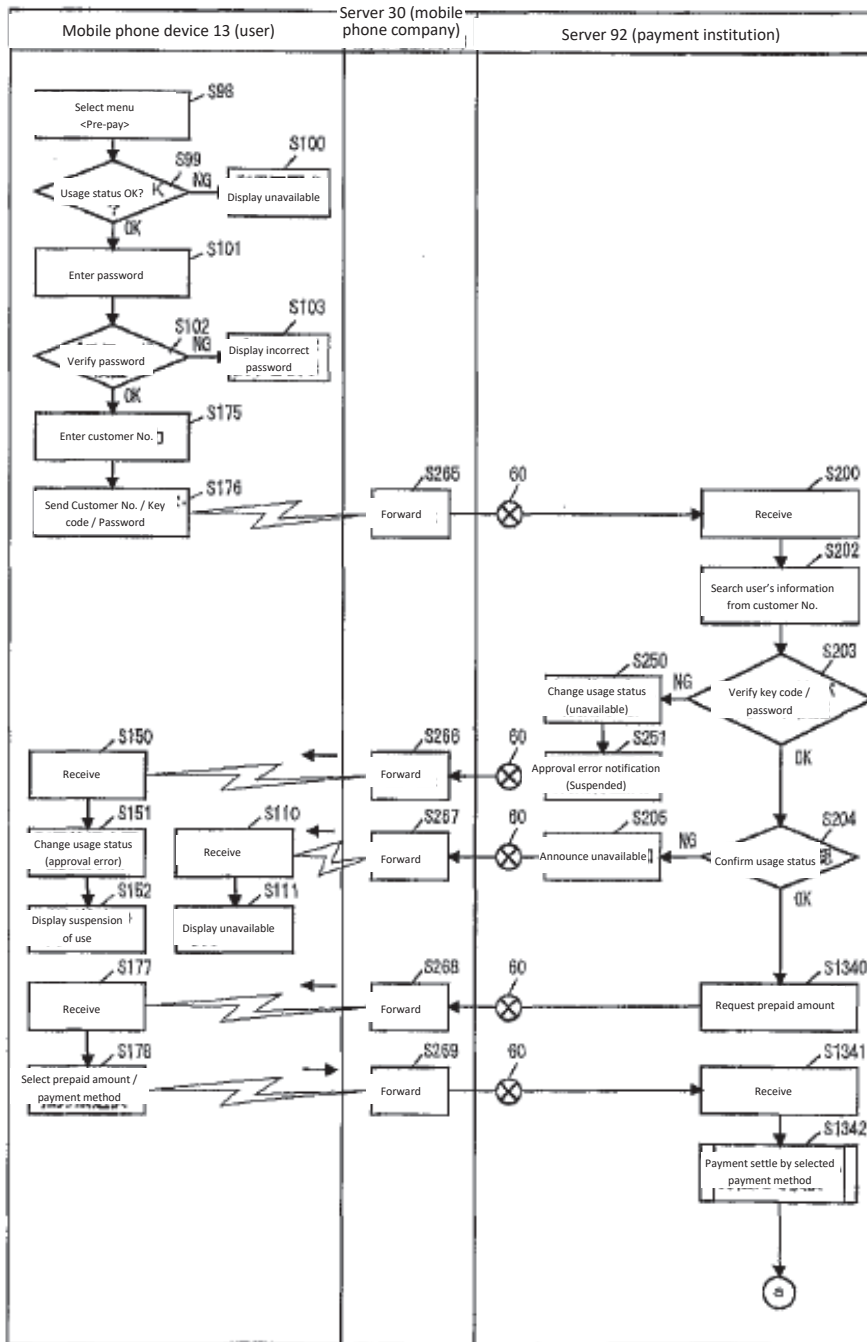 Mobile phone device 13 (user)
Server 30 (mobile
phone company)
Server 92 (payment institution)
S98
Select menu
<Pre-pay>
S99
Usage status OK?
NG
OK
S100
Display unavailable
S101
Enter password
S102
Verify password
NG
OK
S103
Display incorrect
password
S175
Enter customer No.
S176
Send Customer No. / Key
code / Password
S265
Forward
60
S200
Receive
S202
Search user's information
from customer No.
S203
Verify key code /
password
NG
OK
S250
Change usage status
(unavailable)
S251
Approval error notification
(Suspended)
60
S266
Forward
S150
Receive
S151
Change usage status
(approval error)
S152
Display suspension
of use
S204
Confirm usage status
NG
OK
S205
Announce unavailable
60
S267
Forward
S110
Receive
S111
Display unavailable
S1340
Request prepaid amount
60
S268
Forward
S177
Receive
S178
Select prepaid amount /
payment method
S269
Forward
60
S1341
Receive
S1342
Payment settle by selected
payment method
a